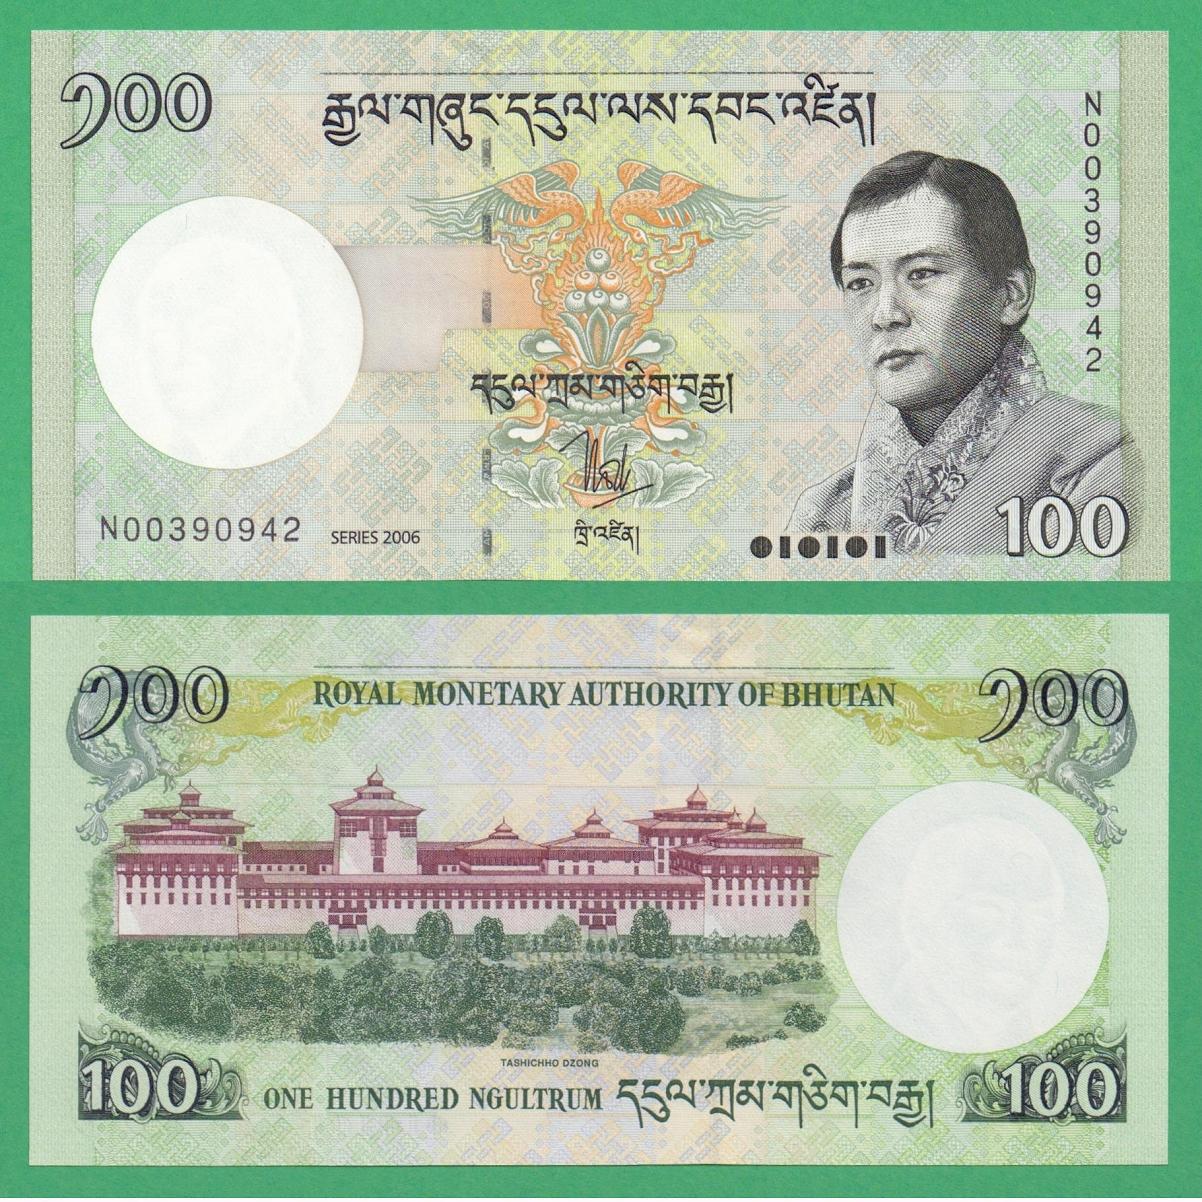 ༡༠༠
རྒྱལ་གཞུང་དངུལ་ལས་དབང་འཛིན།
N00390942
དངུལ་ཀྲམ་གཅིག་བརྒྱ།
N00390942
SERIES 2006
ཁྲི་འཛིན།
100
༡༠༠
ROYAL MONETARY AUTHORITY OF BHUTAN
༡༠༠
TASHICHHO DZONG
100
ONE HUNDRED NGULTRUM དངུལ་ཀྲམ་གཅིག་བརྒྱ།
100